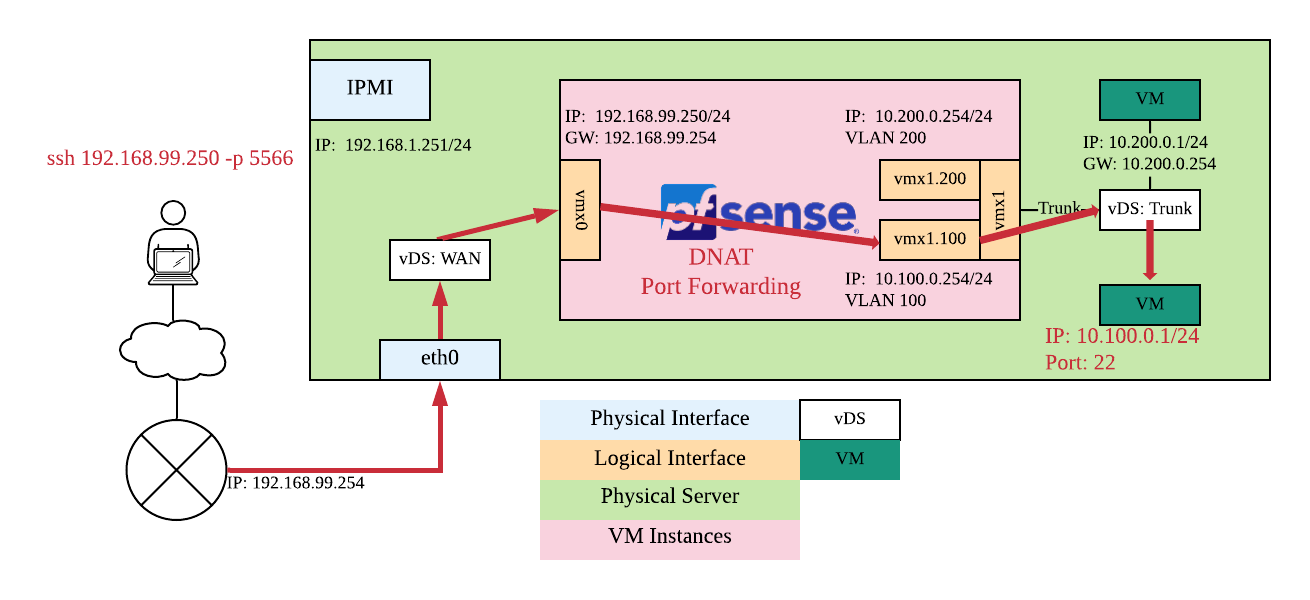 IPMI
IP: 192.168.1.251/24
ssh 192.168.99.250 -p 5566
IP: 192.168.99.250/24
GW: 192.168.99.254
IP: 10.200.0.254/24
VLAN 200
VM
IP: 10.200.0.1/24
GW: 10.200.0.254
vmx0
pfsense
DNAT
Port Forwarding
vmx1.200
vmx1.100
vmx1
Trunk
vDS: Trunk
IP: 10.100.0.254/24
VLAN 100
vDS: WAN
VM
IP: 10.100.0.1/24
Port: 22
eth0
IP: 192.168.99.254
Physical Interface
vDS
Logical Interface
VM
Physical Server
VM Instances